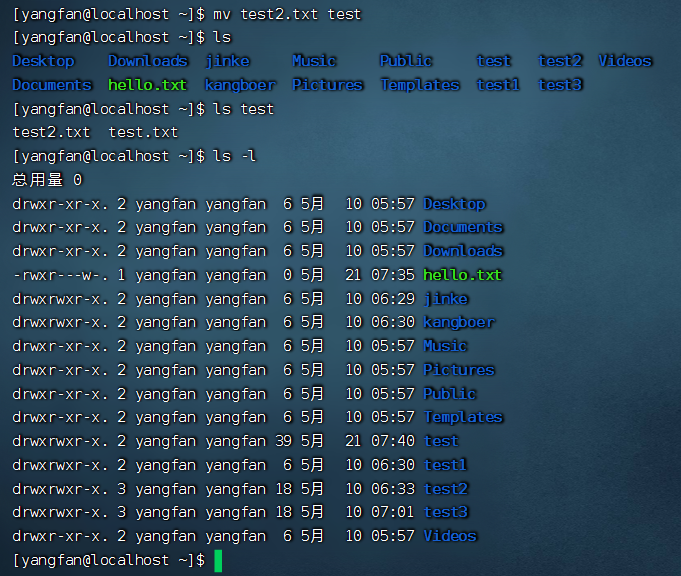 [yangfan@localhost ~]$ mv test2.txt test
[yangfan@localhost ~]$ ls
Desktop    Downloads  jinke     Music     Public     test   test2  Videos
Documents  hello.txt  kangboer  Pictures  Templates  test1  test3
[yangfan@localhost ~]$ ls test
test2.txt  test.txt
[yangfan@localhost ~]$ ls -l
总用量 0
drwxr-xr-x. 2 yangfan yangfan  6 5月  10 05:57 Desktop
drwxr-xr-x. 2 yangfan yangfan  6 5月  10 05:57 Documents
drwxr-xr-x. 2 yangfan yangfan  6 5月  10 05:57 Downloads
-rwxr---w-. 1 yangfan yangfan  0 5月  21 07:35 hello.txt
drwxrwxr-x. 2 yangfan yangfan  6 5月  10 06:29 jinke
drwxrwxr-x. 2 yangfan yangfan  6 5月  10 06:30 kangboer
drwxr-xr-x. 2 yangfan yangfan  6 5月  10 05:57 Music
drwxr-xr-x. 2 yangfan yangfan  6 5月  10 05:57 Pictures
drwxr-xr-x. 2 yangfan yangfan  6 5月  10 05:57 Public
drwxr-xr-x. 2 yangfan yangfan  6 5月  10 05:57 Templates
drwxrwxr-x. 2 yangfan yangfan 39 5月  21 07:40 test
drwxrwxr-x. 2 yangfan yangfan  6 5月  10 06:30 test1
drwxrwxr-x. 3 yangfan yangfan 18 5月  10 06:33 test2
drwxrwxr-x. 3 yangfan yangfan 18 5月  10 07:01 test3
drwxr-xr-x. 2 yangfan yangfan  6 5月  10 05:57 Videos
[yangfan@localhost ~]$